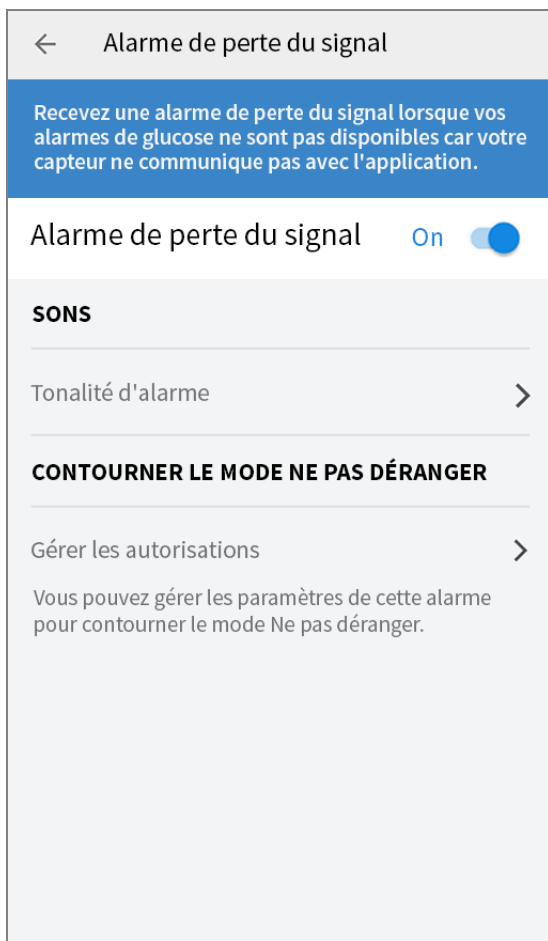 Alarme de perte du signal
Recevez une alarme de perte du signal lorsque vos
alarmes de glucose ne sont pas disponibles car votre
capteur ne communique pas avec l'application.
Alarme de perte du signal On
SONS
Tonalité d'alarme
CONTOURNER LE MODE NE PAS DÉRANGER
Gérer les autorisations
Vous pouvez gérer les paramètres de cette alarme
pour contourner le mode Ne pas déranger.